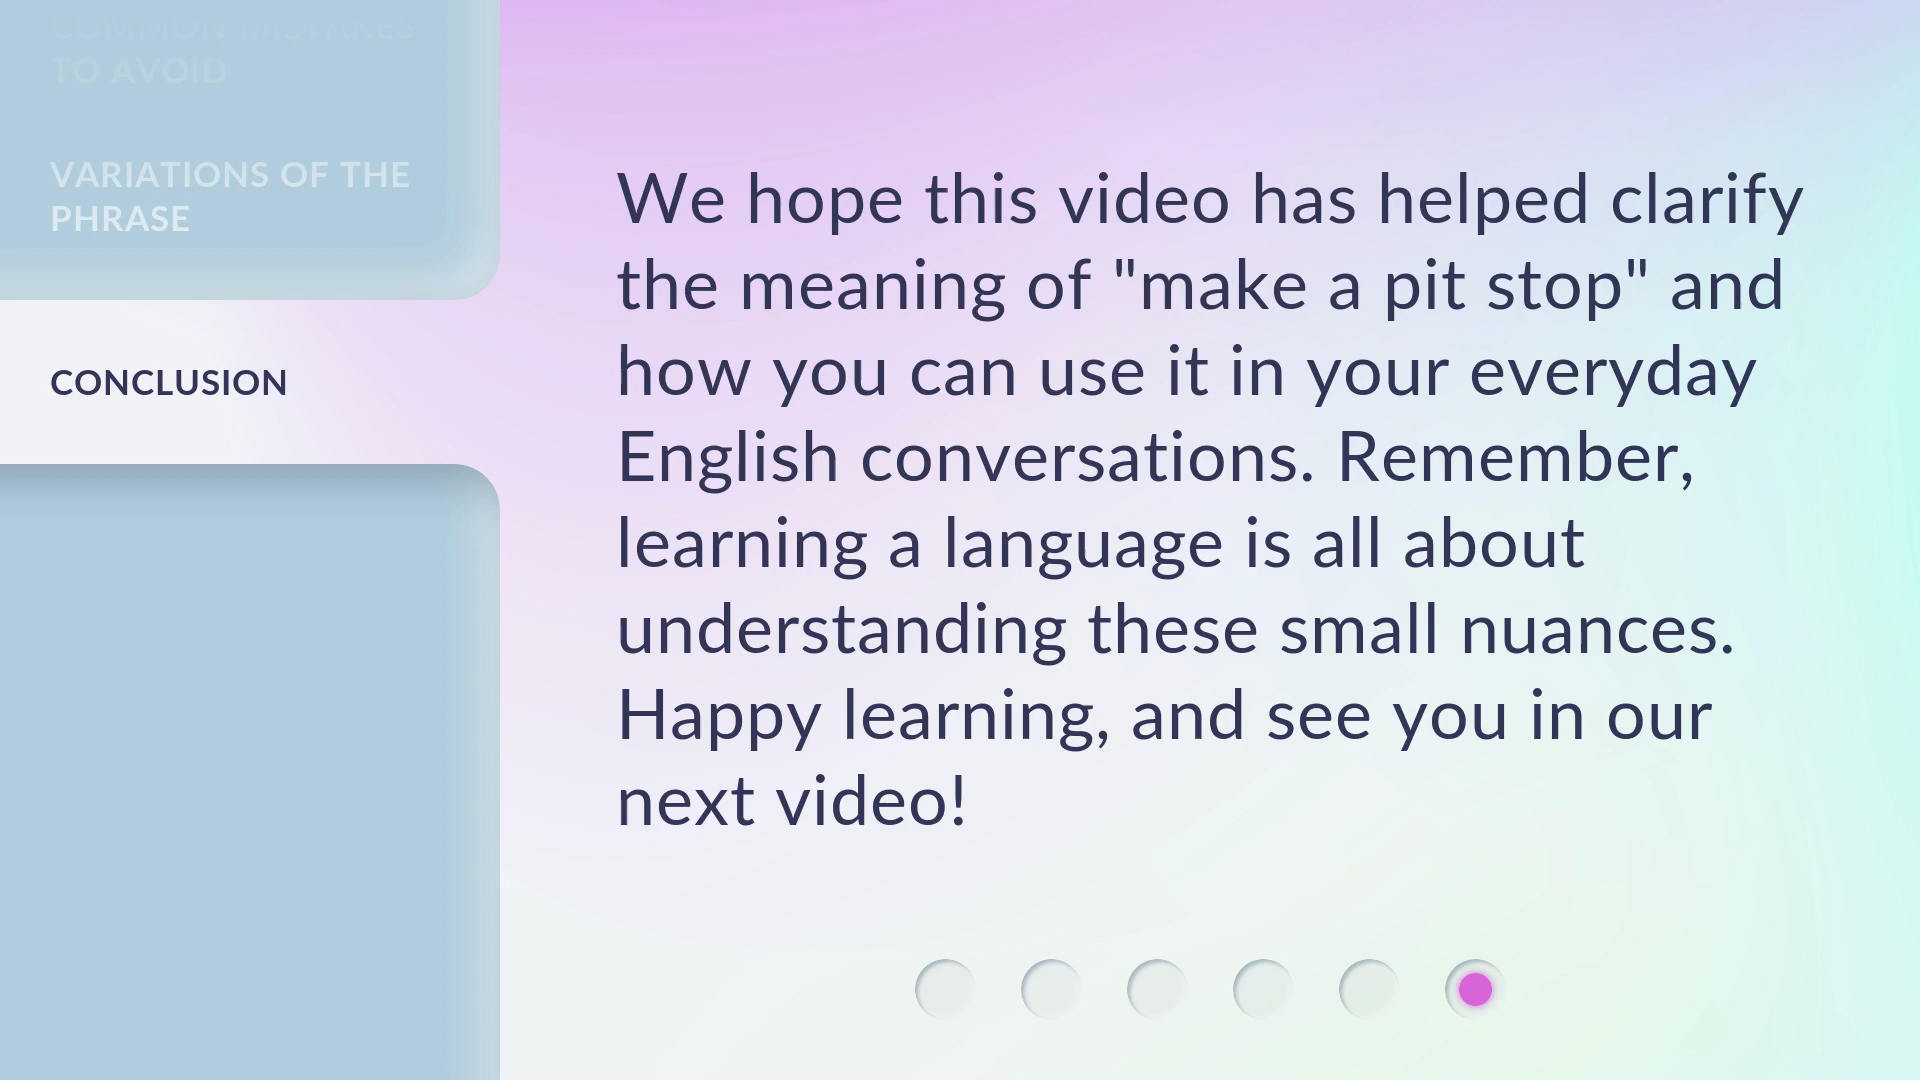 COMMON MISTAKES
TO AVOID
VARIATIONS OF THE
PHRASE
CONCLUSION
We hope this video has helped clarify
the meaning of "make a pit stop" and
how you can use it in your everyday
English conversations. Remember,
learning a language is all about
understanding these small nuances.
Happy learning, and see you in our
next video!